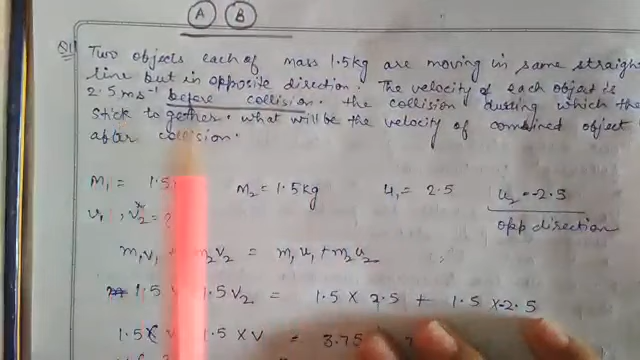 A B
Q1 Two objects each of mass 1.5kg are moving in same straight
line but in opposite direction. The velocity of each object is
2.5 ms⁻¹ before collision. the collision during which the
stick to gether. what will be the velocity of combined object
after collision.
m₁ = 1.5 m₂ = 1.5kg u₁ = 2.5 u₂ = -2.5
v₁, v₂ = ? opp direction
m₁v₁ + m₂v₂ = m₁u₁ + m₂u₂
1.5 v 1.5 v₂ = 1.5 × 2.5 + 1.5 × -2.5
1.5 v 1.5 × v = 3.75